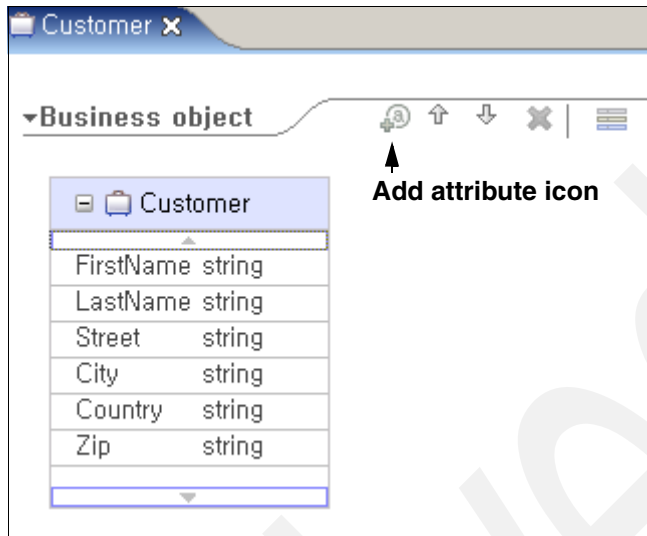 Customer
Business object
Add attribute icon
Customer
FirstName string
LastName string
Street string
City string
Country string
Zip string